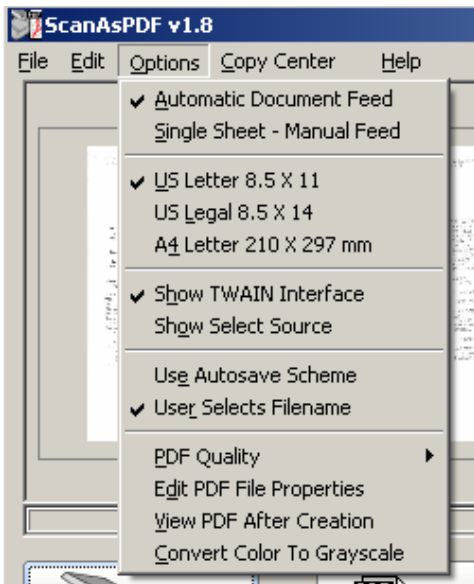 ScanAsPDF v1.8
File Edit Options Copy Center Help
Automatic Document Feed
Single Sheet - Manual Feed
US Letter 8.5 X 11
US Legal 8.5 X 14
A4 Letter 210 X 297 mm
Show TWAIN Interface
Show Select Source
Use Autosave Scheme
User Selects Filename
PDF Quality
Edit PDF File Properties
View PDF After Creation
Convert Color To Grayscale